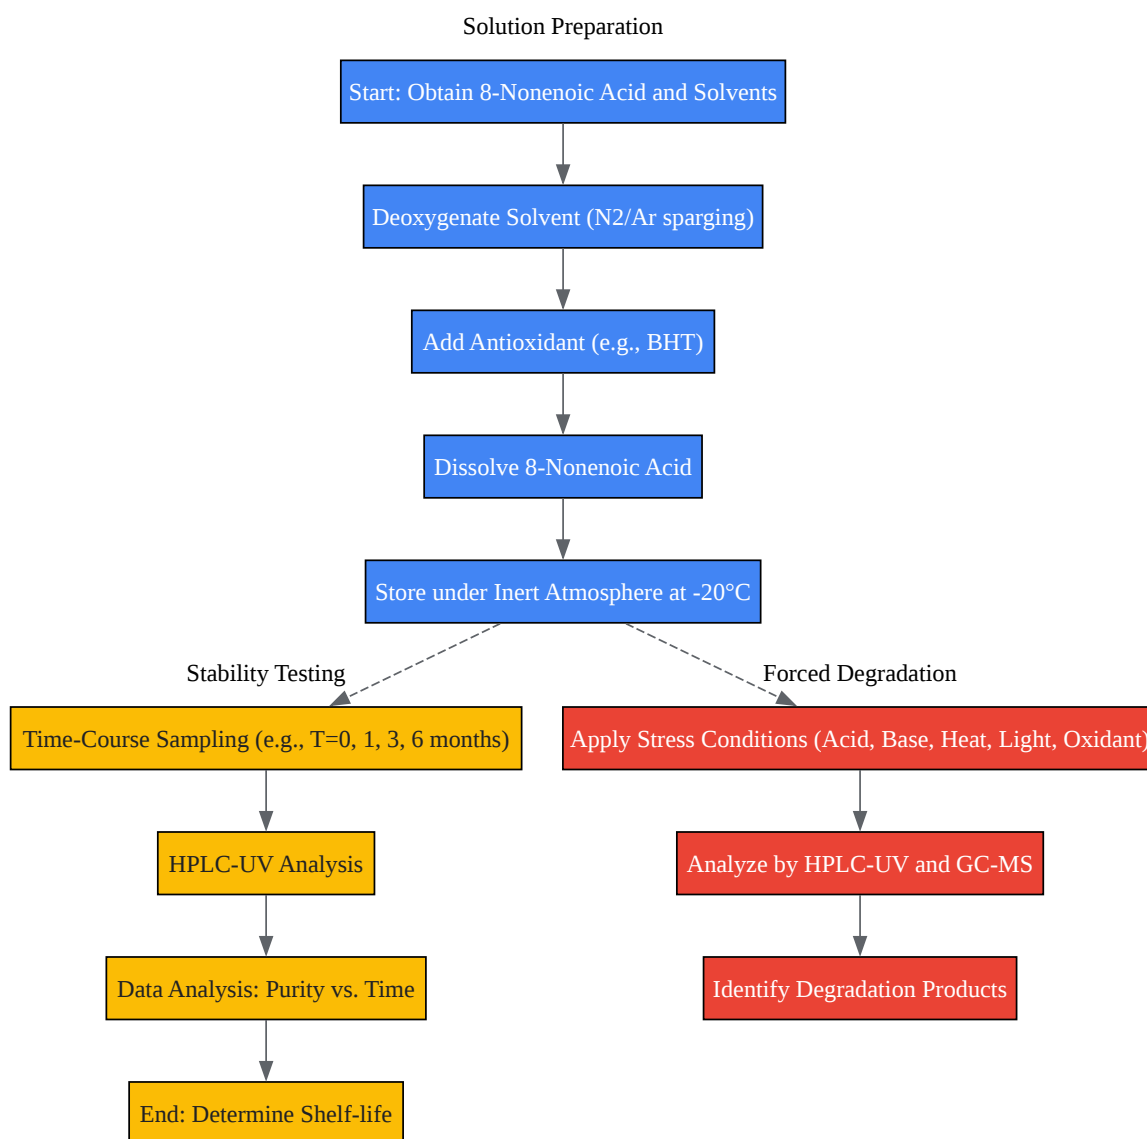 Solution Preparation
Start: Obtain 8-Nonenoic Acid and Solvents
Deoxygenate Solvent (N2/Ar sparging)
Add Antioxidant (e.g., BHT)
Dissolve 8-Nonenoic Acid
Store under Inert Atmosphere at -20°C
Stability Testing
Time-Course Sampling (e.g., T=0, 1, 3, 6 months)
HPLC-UV Analysis
Data Analysis: Purity vs. Time
End: Determine Shelf-life
Forced Degradation
Apply Stress Conditions (Acid, Base, Heat, Light, Oxidant)
Analyze by HPLC-UV and GC-MS
Identify Degradation Products